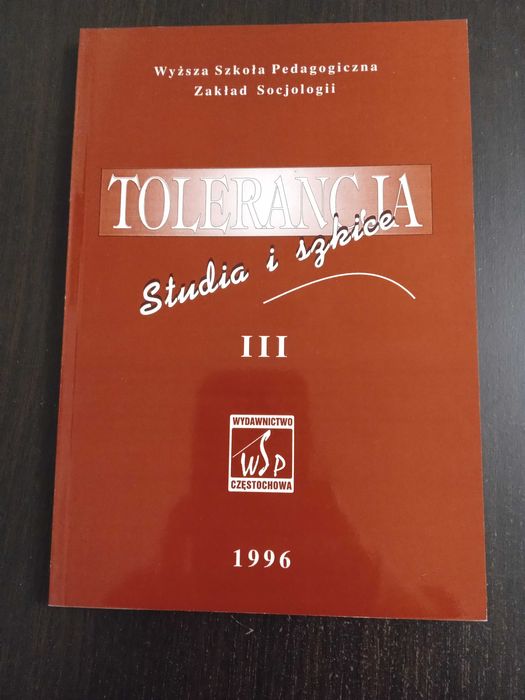 Wyższa Szkoła Pedagogiczna
Zakład Socjologii
TOLERANCJA
Studia i szkice
III
WYDAWNICTWO
WSP
CZĘSTOCHOWA
1996